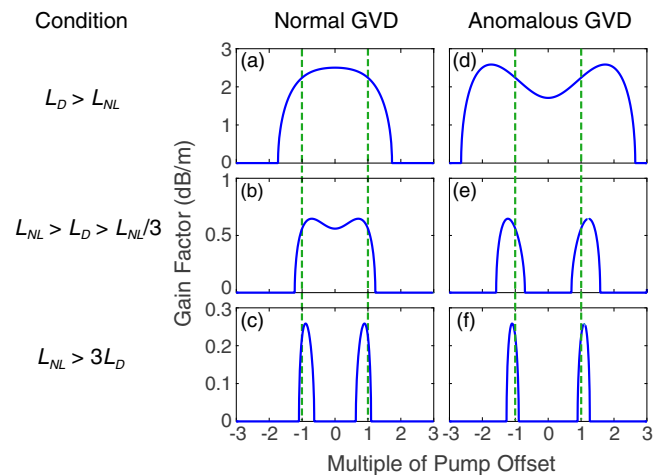 Condition
Normal GVD
Anomalous GVD
L_D > L_NL
L_NL > L_D > L_NL/3
L_NL > 3L_D
Gain Factor (dB/m)
(a)
3
2
1
0
(d)
(b)
1
0.5
0
(e)
(c)
0.3
0.2
0.1
0
(f)
-3 -2 -1 0 1 2 3
-3 -2 -1 0 1 2 3
Multiple of Pump Offset